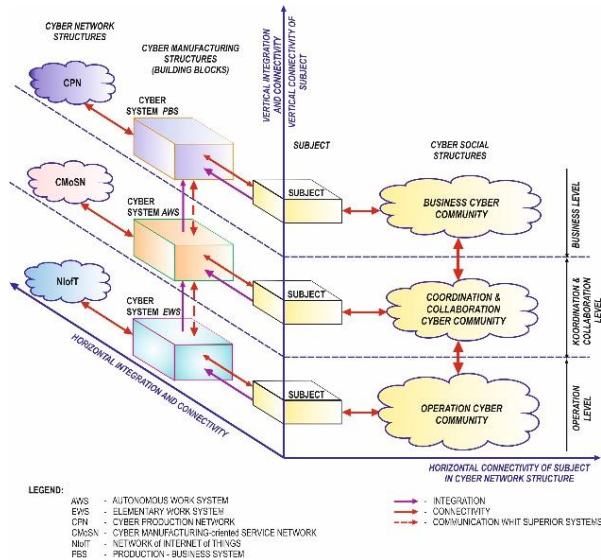 CYBER NETWORK
STRUCTURES
CYBER MANUFACTURING
STRUCTURES
(BUILDING BLOCKS)
VERTICAL INTEGRATION
AND CONNECTIVITY
VERTICAL CONNECTIVITY OF
SUBJECT
SUBJECT
CYBER SOCIAL
STRUCTURES
CPN
CYBER
SYSTEM PBS
SUBJECT
BUSINESS CYBER
COMMUNITY
BUSINESS LEVEL
CMoSN
CYBER
SYSTEM AWS
SUBJECT
COORDINATION &
COLLABORATION
CYBER COMMUNITY
KOORDINATION &
COLLABORATION
LEVEL
NIofT
CYBER
SYSTEM EWS
SUBJECT
OPERATION CYBER
COMMUNITY
OPERATION
LEVEL
HORIZONTAL INTEGRATION AND CONNECTIVITY
HORIZONTAL CONNECTIVITY OF SUBJECT
IN CYBER NETWORK STRUCTURE
LEGEND:
AWS - AUTONOMOUS WORK SYSTEM
EWS - ELEMENTARY WORK SYSTEM
CPN - CYBER PRODUCTION NETWORK
CMoSN - CYBER MANUFACTURING-oriented SERVICE NETWORK
NIofT - NETWORK OF INTERNET OF THINGS
PBS - PRODUCTION - BUSINESS SYSTEM
- INTEGRATION
- CONNECTIVITY
- COMMUNICATION WHIT SUPERIOR SYSTEMS